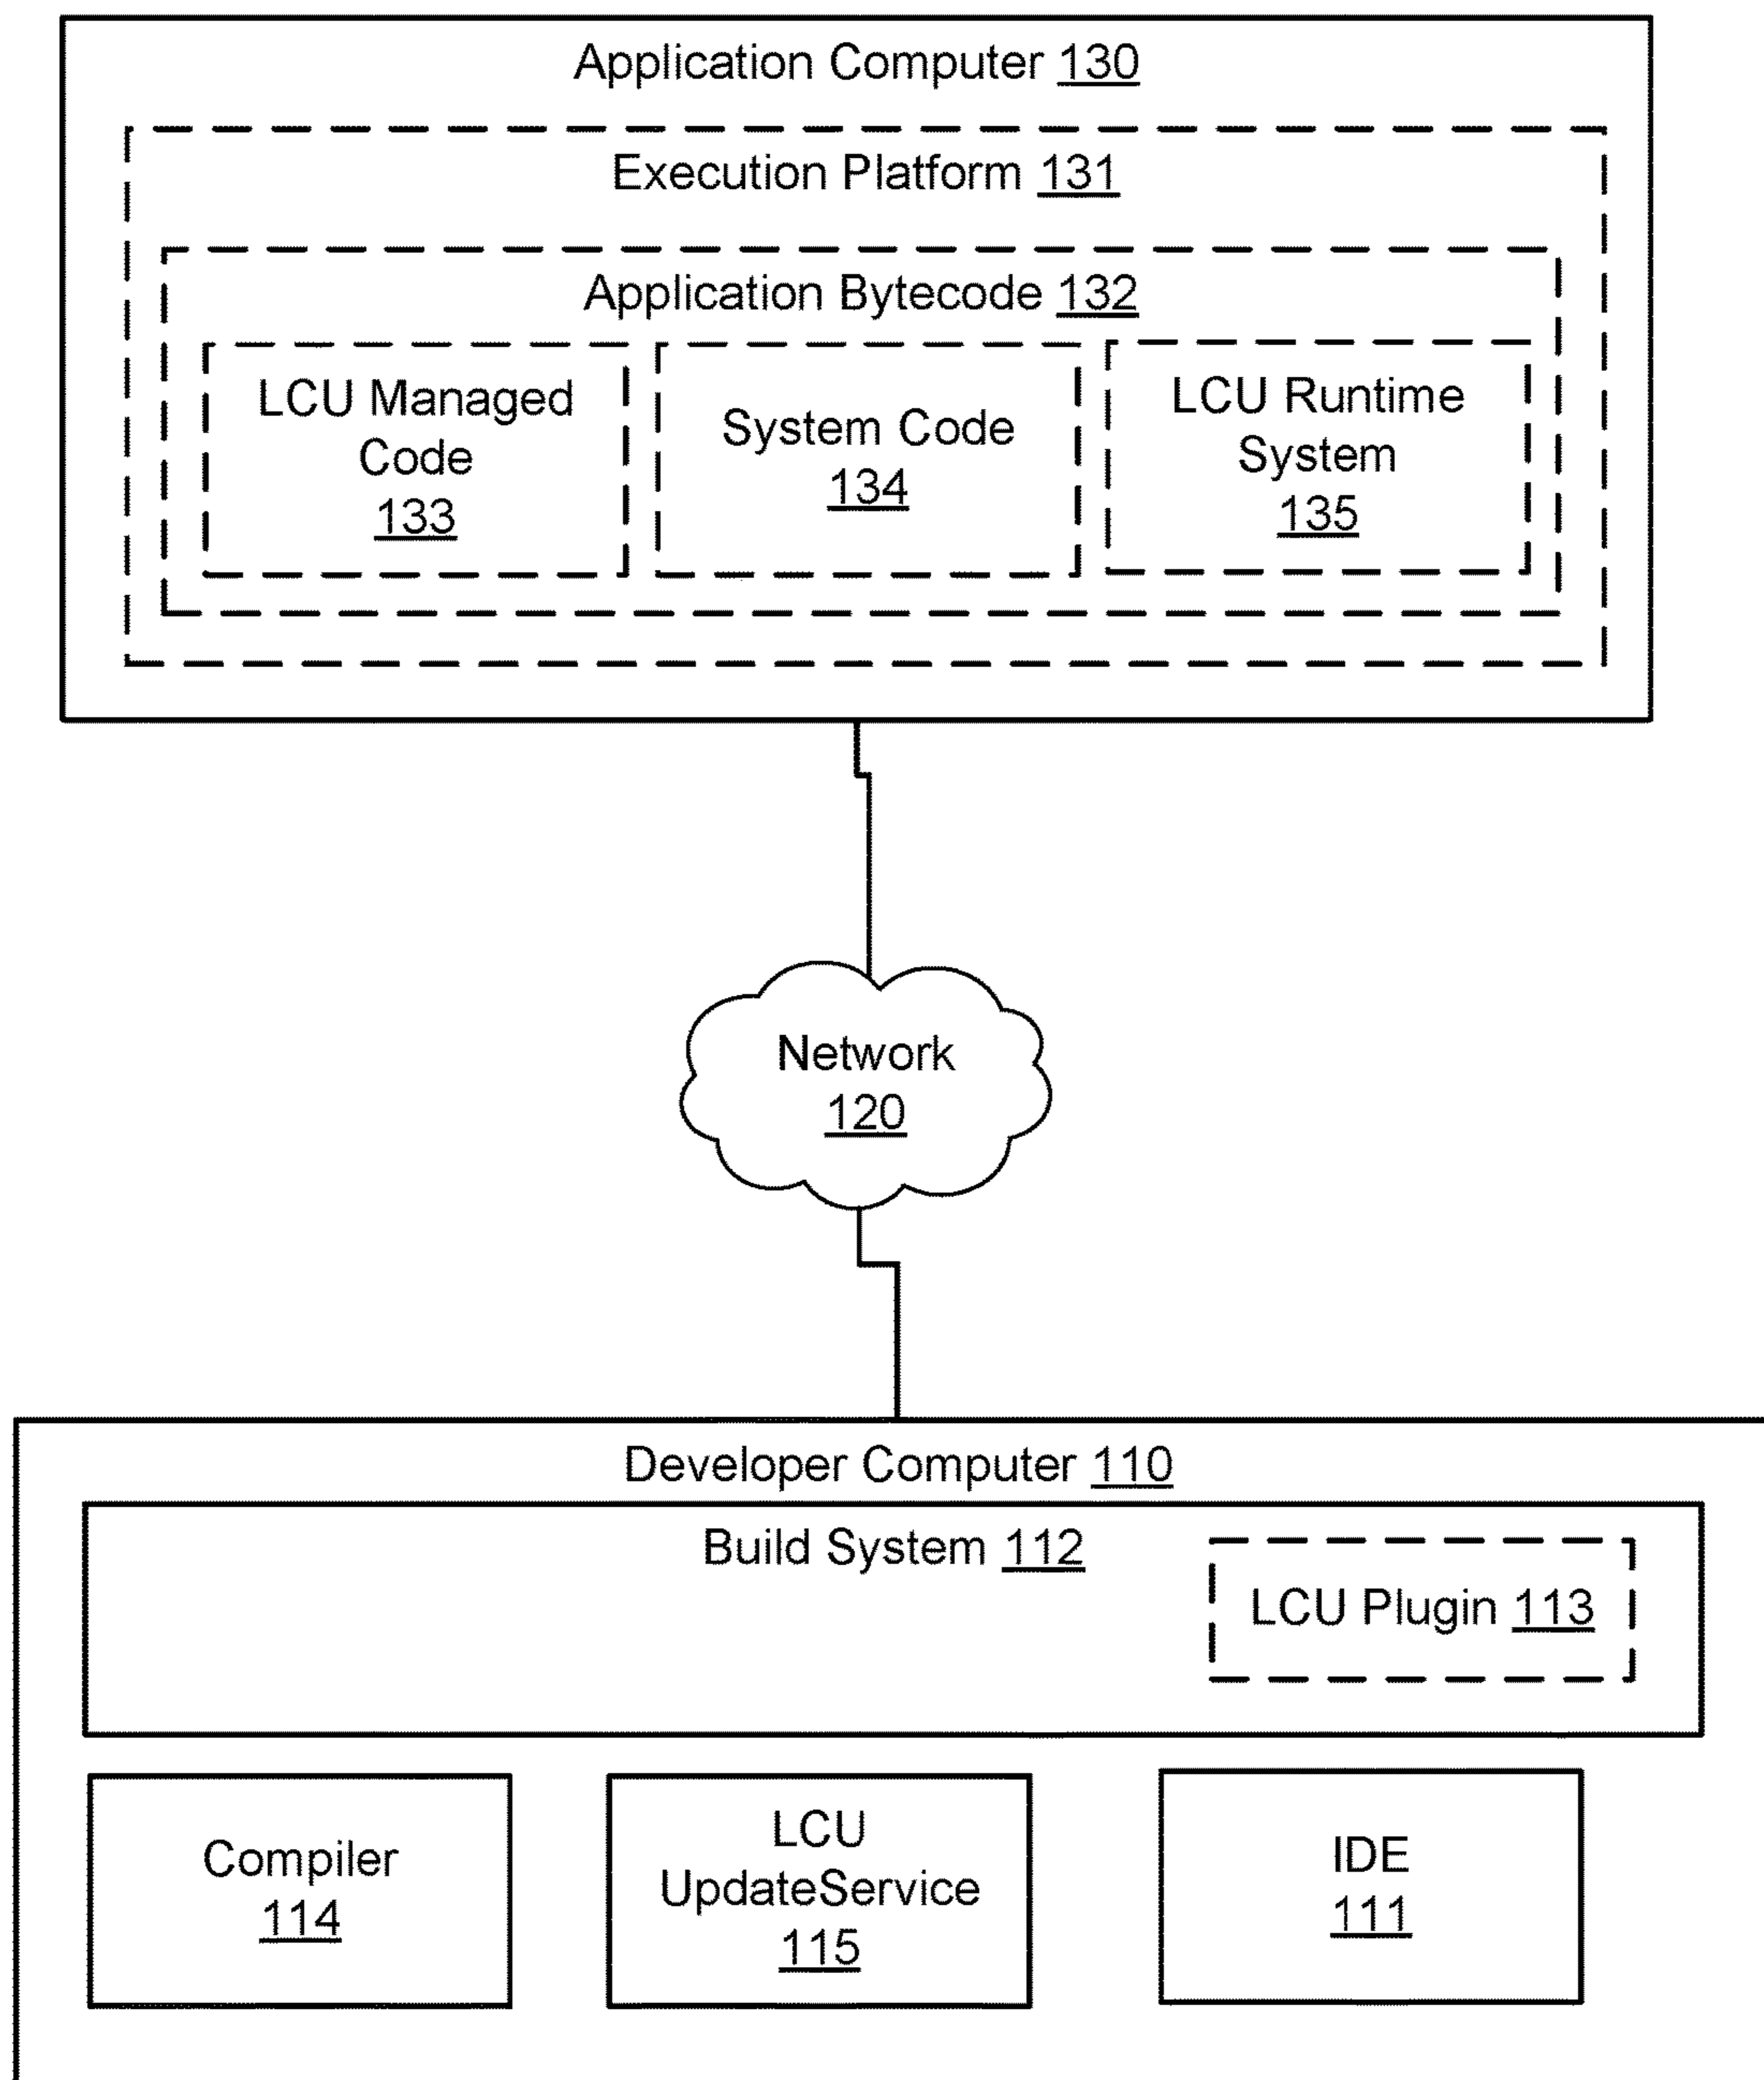 Application Computer 130
Execution Platform 131
Application Bytecode 132
LCU Managed
Code
133
System Code
134
LCU Runtime
System
135
Network
120
Developer Computer 110
Build System 112
LCU Plugin 113
Compiler
114
LCU
UpdateService
115
IDE
111